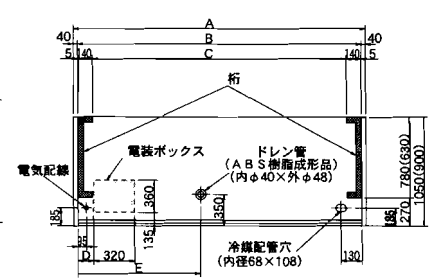 A
40 B 40
5 140 C 140 5
桁
電装ボックス
ドレン管
(ABS樹脂成形品)
(内φ40×外φ48)
電気配線
360
350
185
135
95
D 320
E
冷媒配管穴
(内径68×108)
130
185
270
780(630)
1050(900)